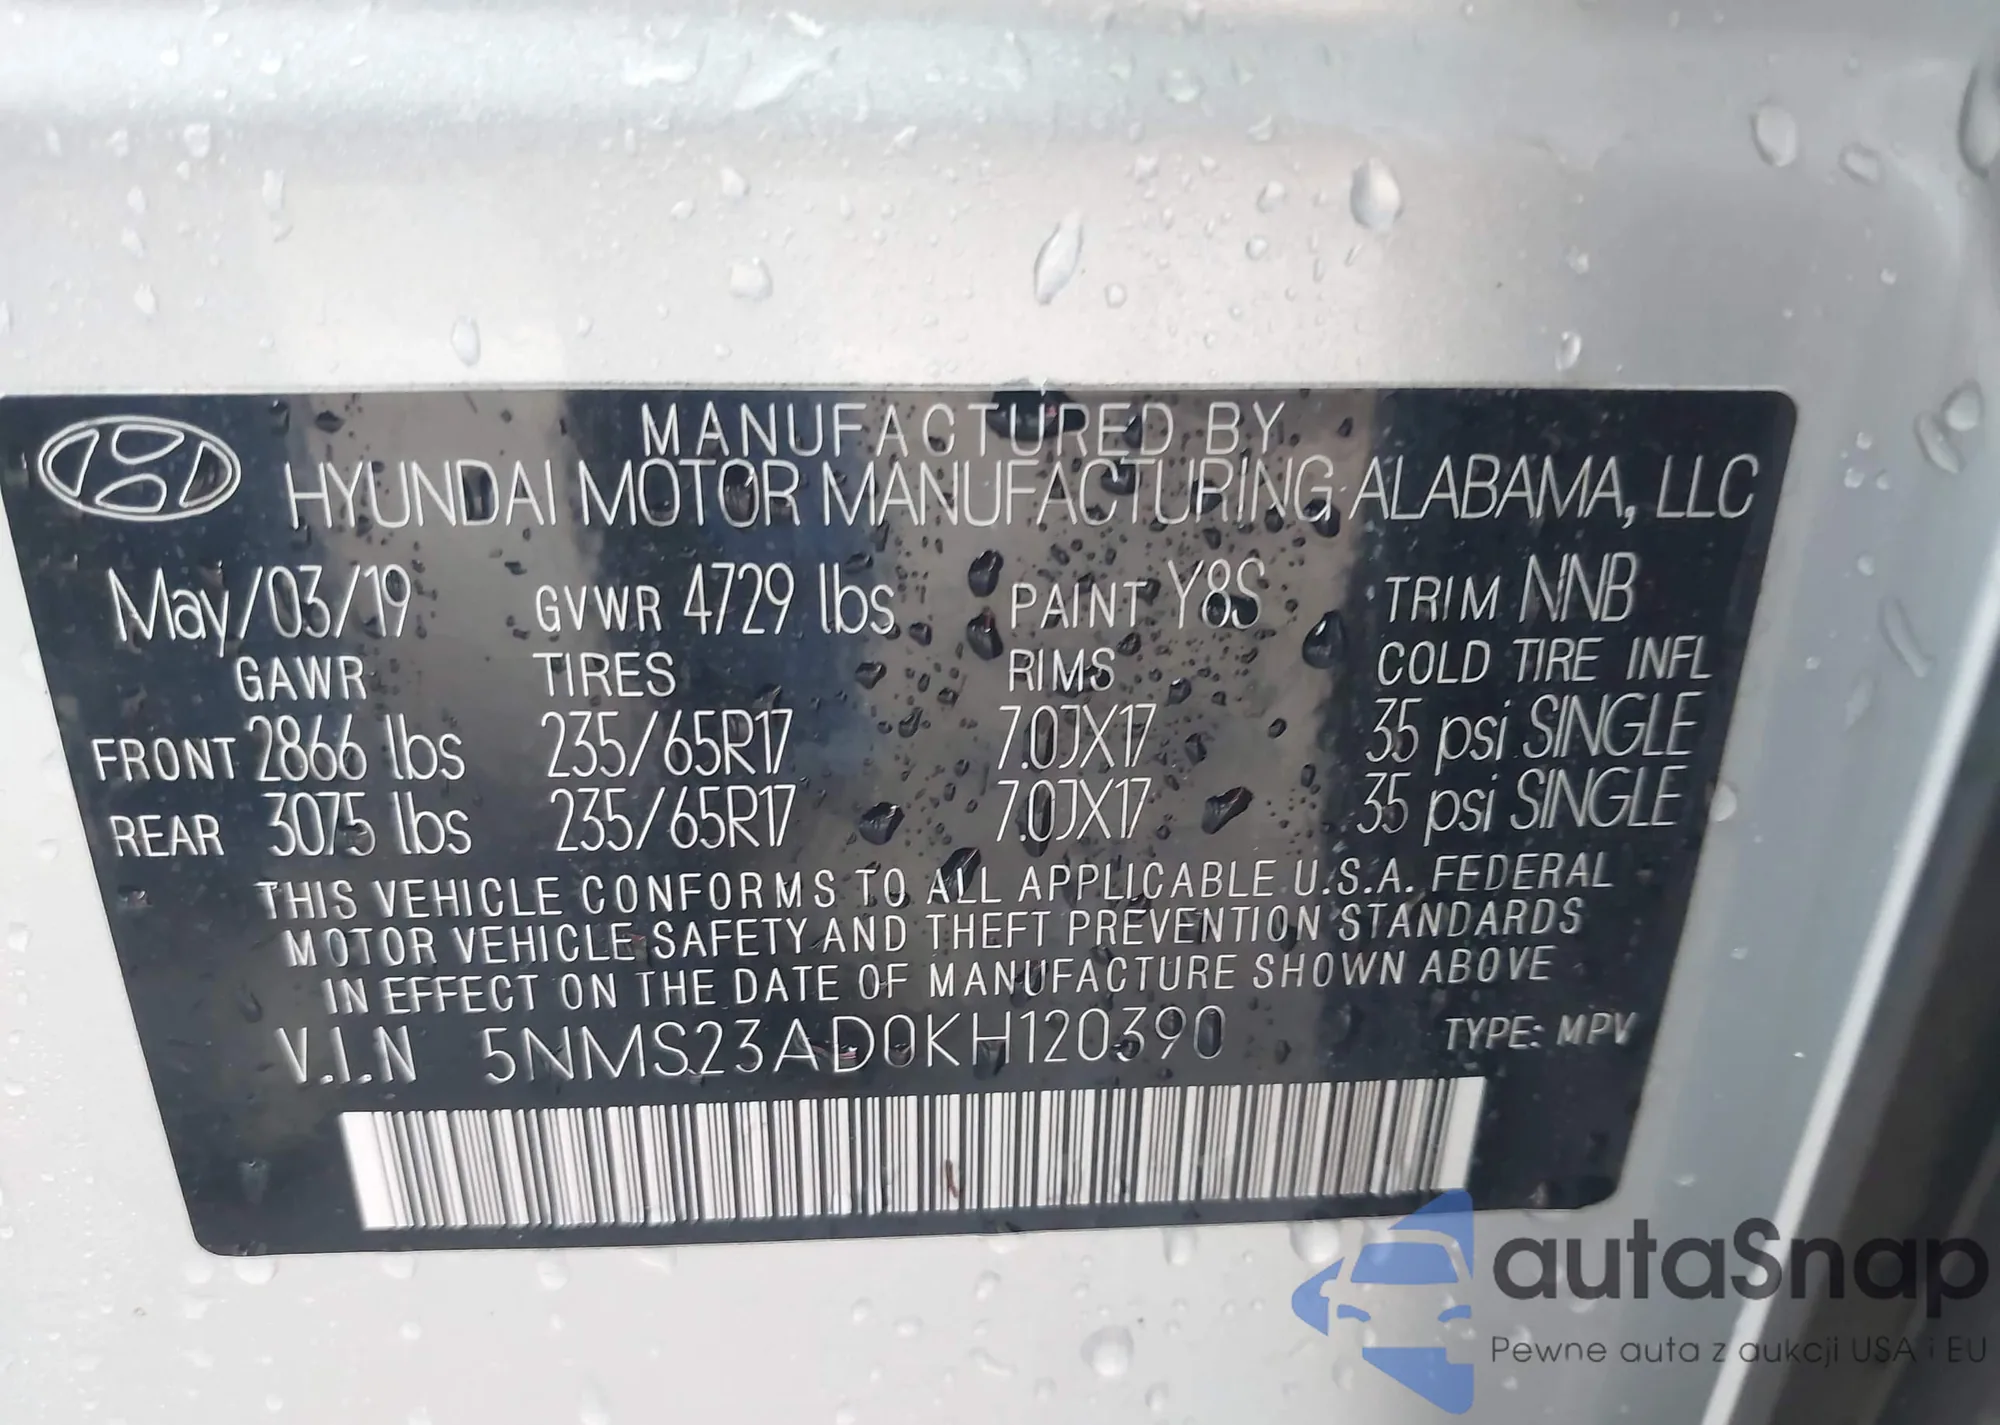 MANUFACTURED BY
HYUNDAI MOTOR MANUFACTURING ALABAMA, LLC
May/03/19 GVWR 4729 lbs PAINT Y8S TRIM NNB
GAWR TIRES RIMS COLD TIRE INFL
FRONT 2866 lbs 235/65R17 7.0JX17 35 psi SINGLE
REAR 3075 lbs 235/65R17 7.0JX17 35 psi SINGLE
THIS VEHICLE CONFORMS TO ALL APPLICABLE U.S.A. FEDERAL
MOTOR VEHICLE SAFETY AND THEFT PREVENTION STANDARDS
IN EFFECT ON THE DATE OF MANUFACTURE SHOWN ABOVE
V.I.N 5NMS23AD0KH120390 TYPE: MPV
autaSnap
Pewne auta z aukcji USA i EU